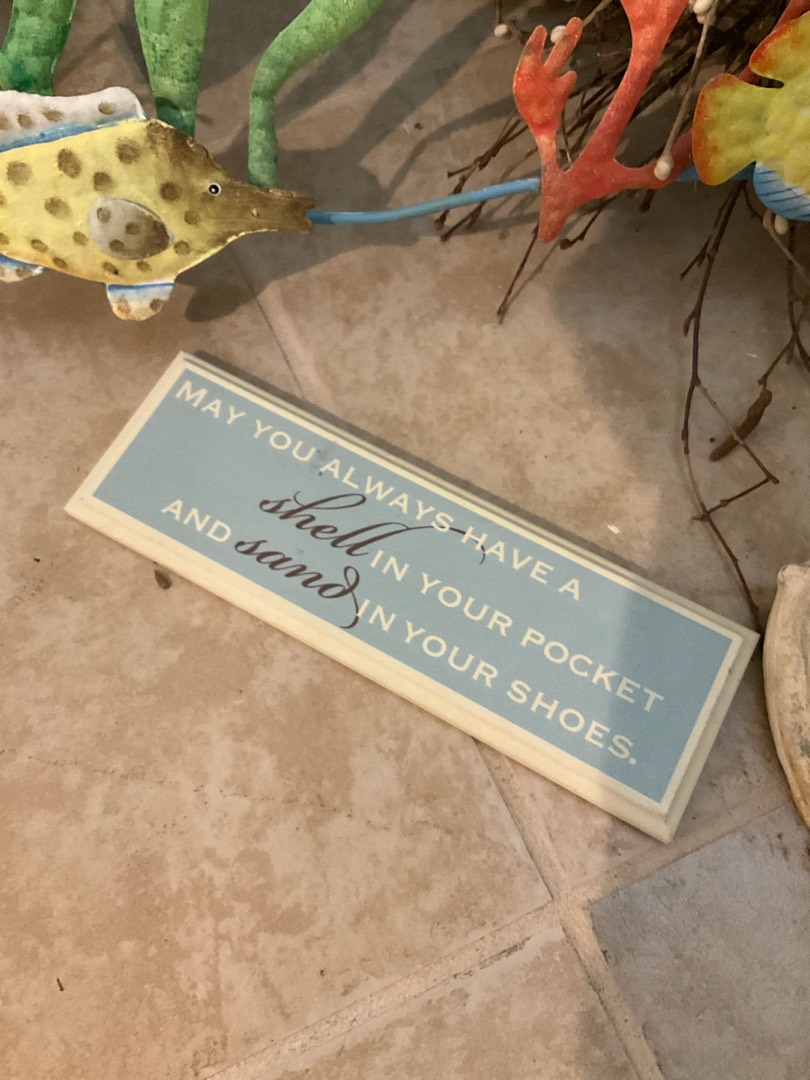 MAY YOU ALWAYS HAVE A
shell IN YOUR POCKET
AND sand IN YOUR SHOES.